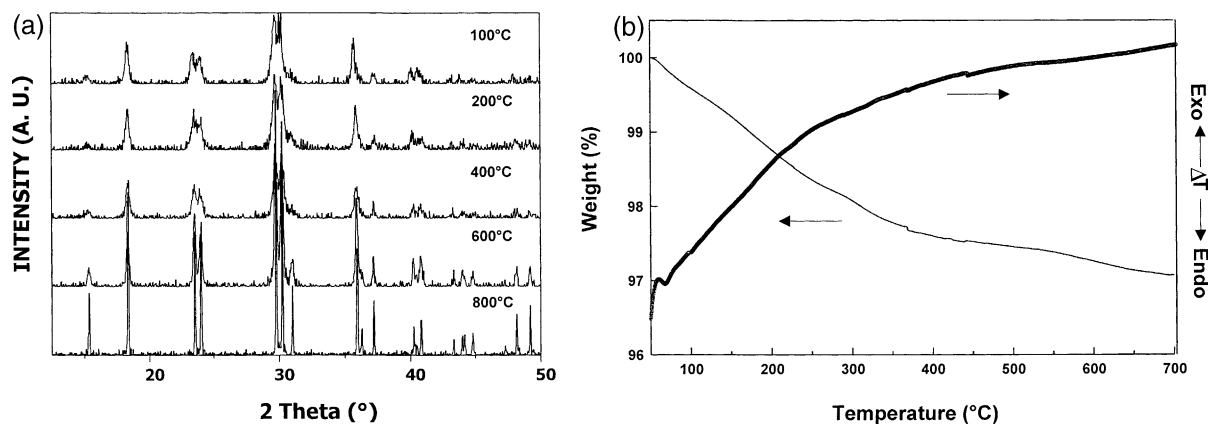 (a)
INTENSITY (A. U.)
100°C
200°C
400°C
600°C
800°C
20
30
40
50
2 Theta (°)
(b)
Weight (%)
100
99
98
97
96
100
200
300
400
500
600
700
Temperature (°C)
Exo
ΔT
Endo